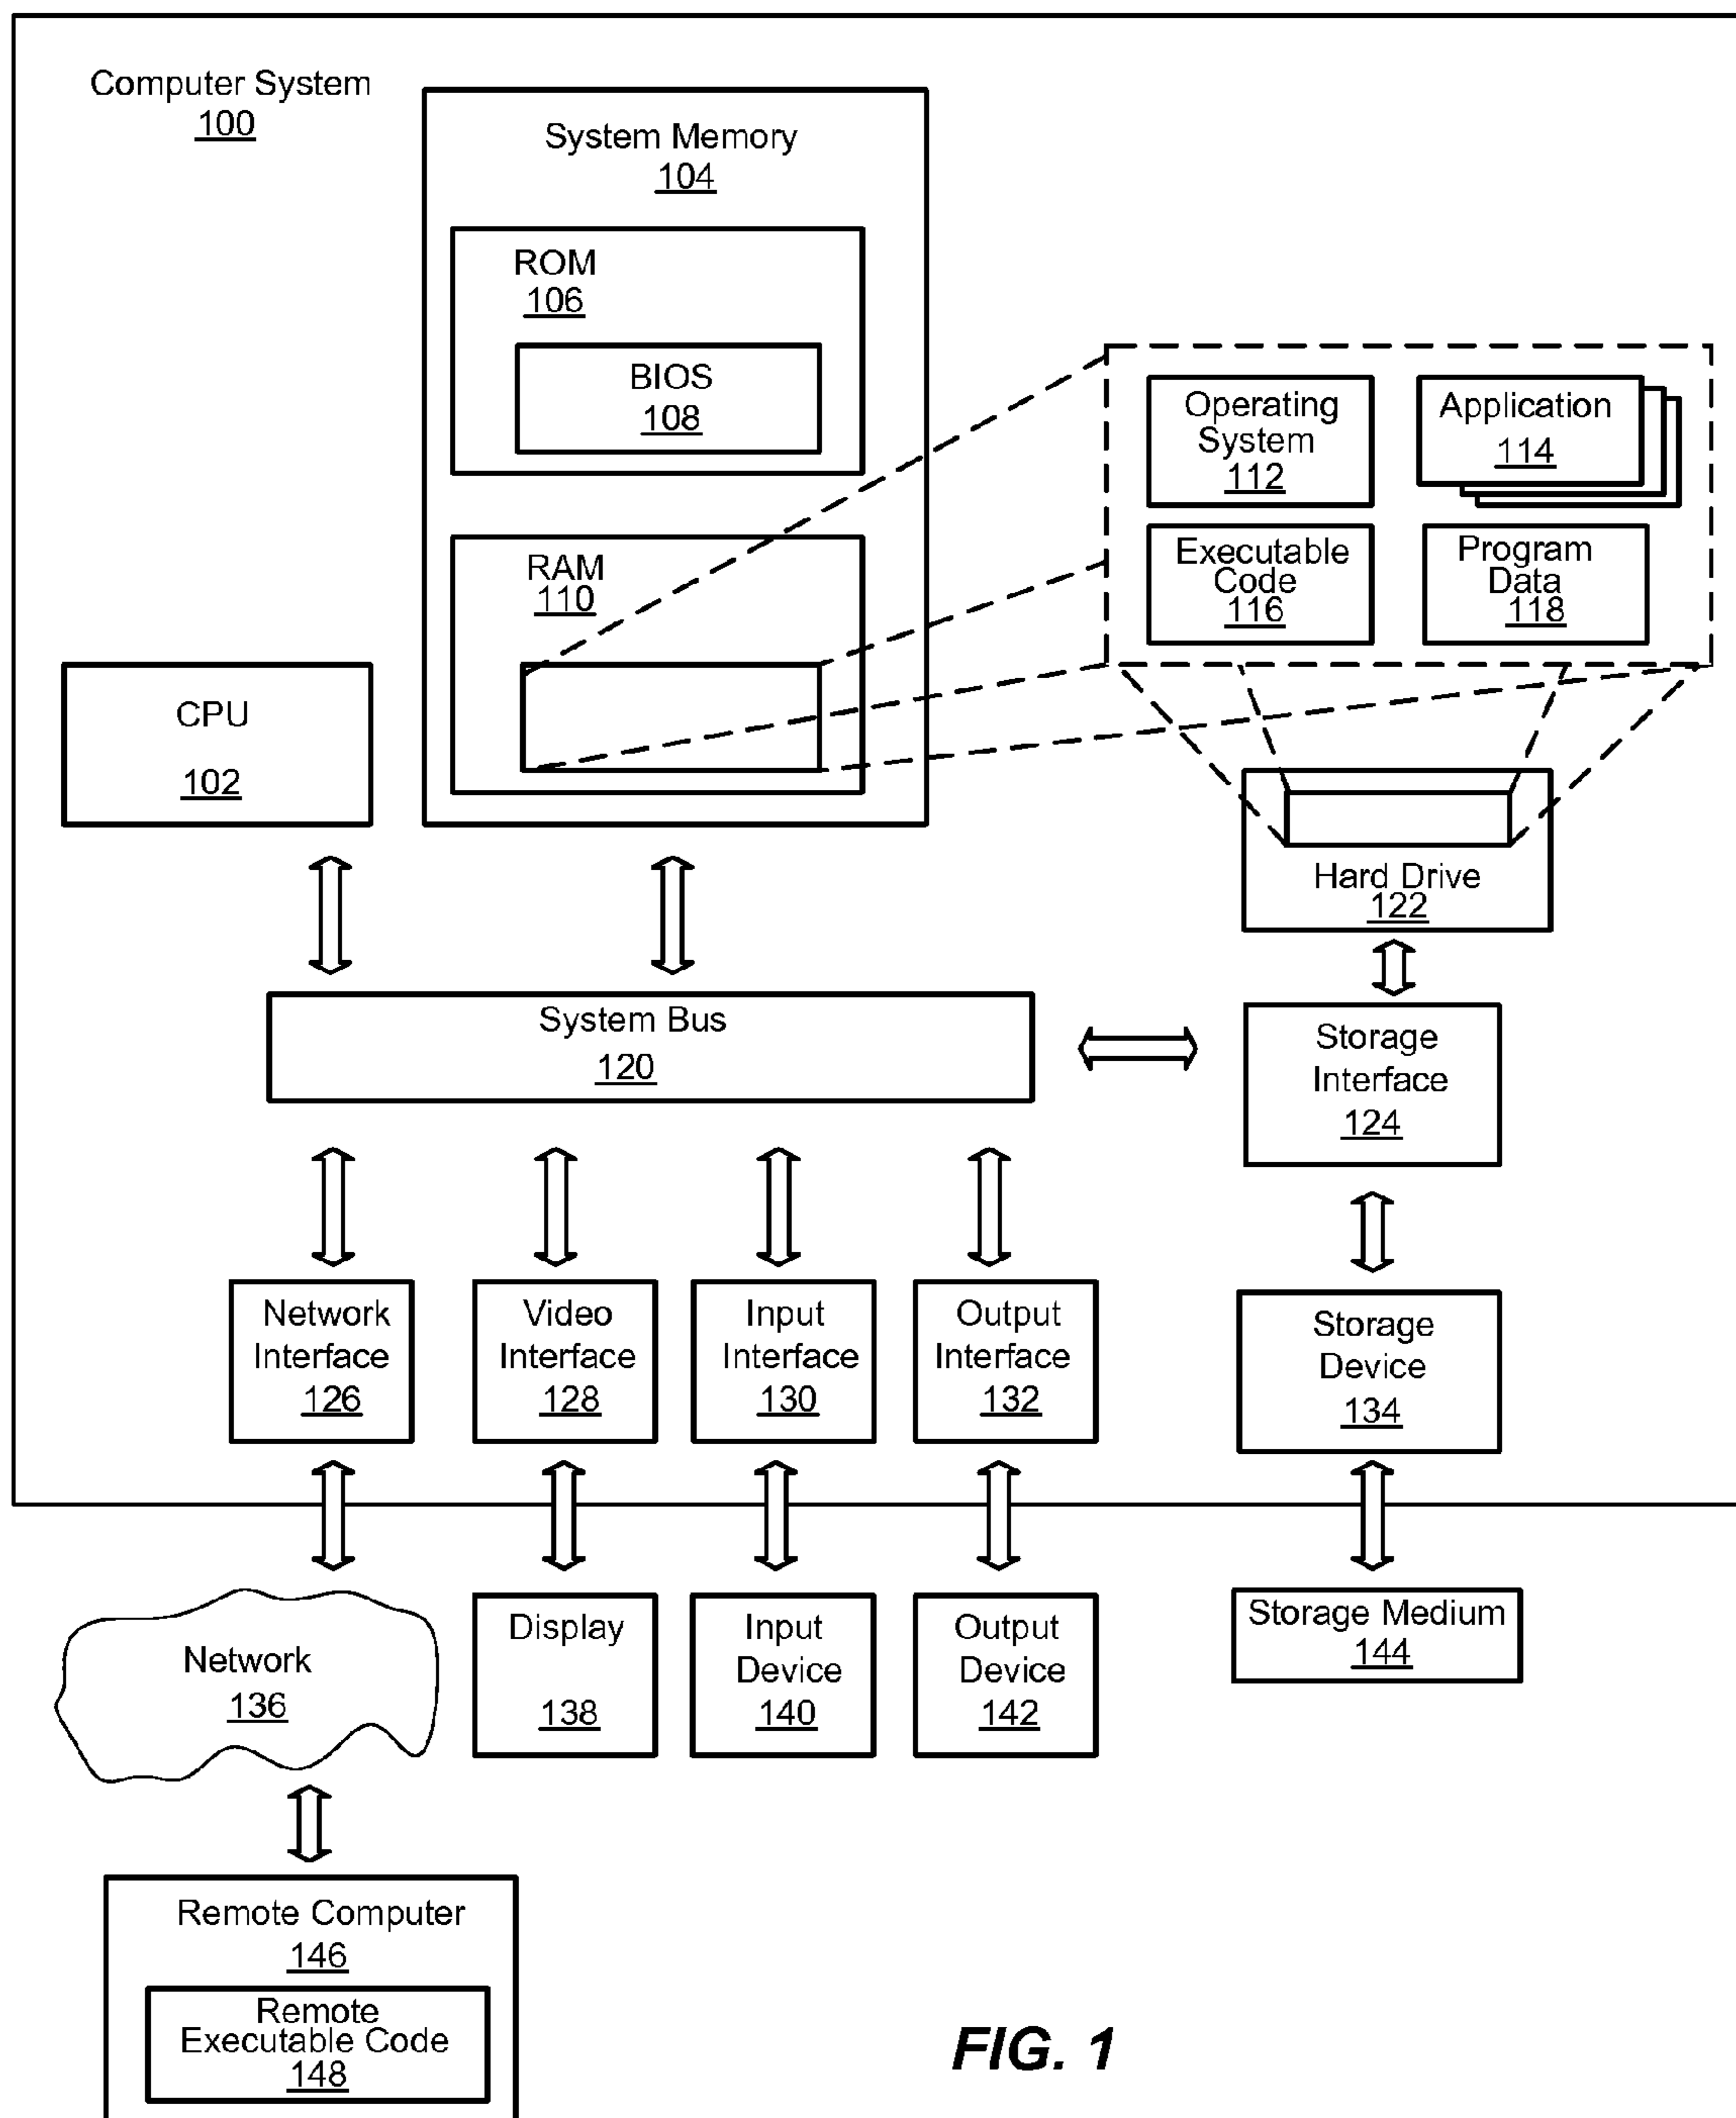 Computer System
100
System Memory
104
ROM
106
BIOS
108
RAM
110
Operating
System
112
Application
114
Executable
Code
116
Program
Data
118
CPU
102
Hard Drive
122
System Bus
120
Storage
Interface
124
Network
Interface
126
Video
Interface
128
Input
Interface
130
Output
Interface
132
Storage
Device
134
Network
136
Display
138
Input
Device
140
Output
Device
142
Storage Medium
144
Remote Computer
146
Remote
Executable Code
148
FIG. 1